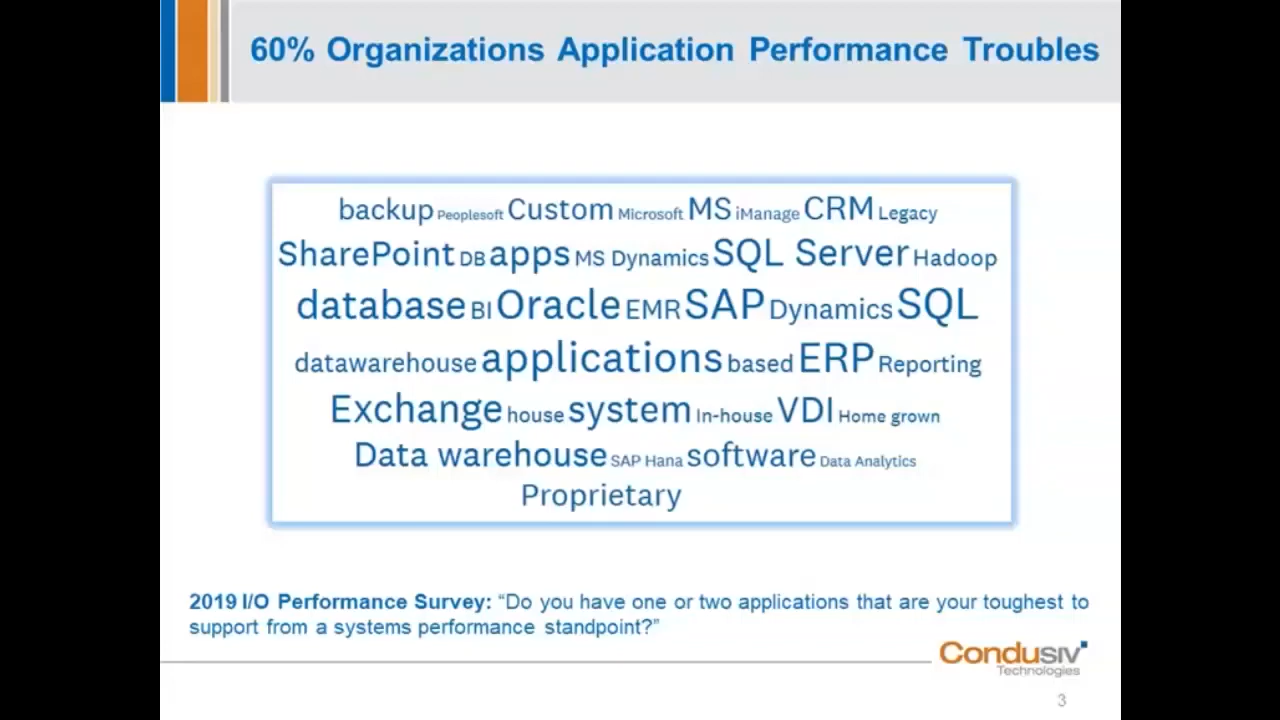 60% Organizations Application Performance Troubles
backup Peoplesoft Custom Microsoft MS iManage CRM Legacy
SharePoint DB apps MS Dynamics SQL Server Hadoop
database BI Oracle EMR SAP Dynamics SQL
datawarehouse applications based ERP Reporting
Exchange house system In-house VDI Home grown
Data warehouse SAP Hana software Data Analytics
Proprietary
2019 I/O Performance Survey: “Do you have one or two applications that are your toughest to
support from a systems performance standpoint?”
Condusiv
Technologies
3